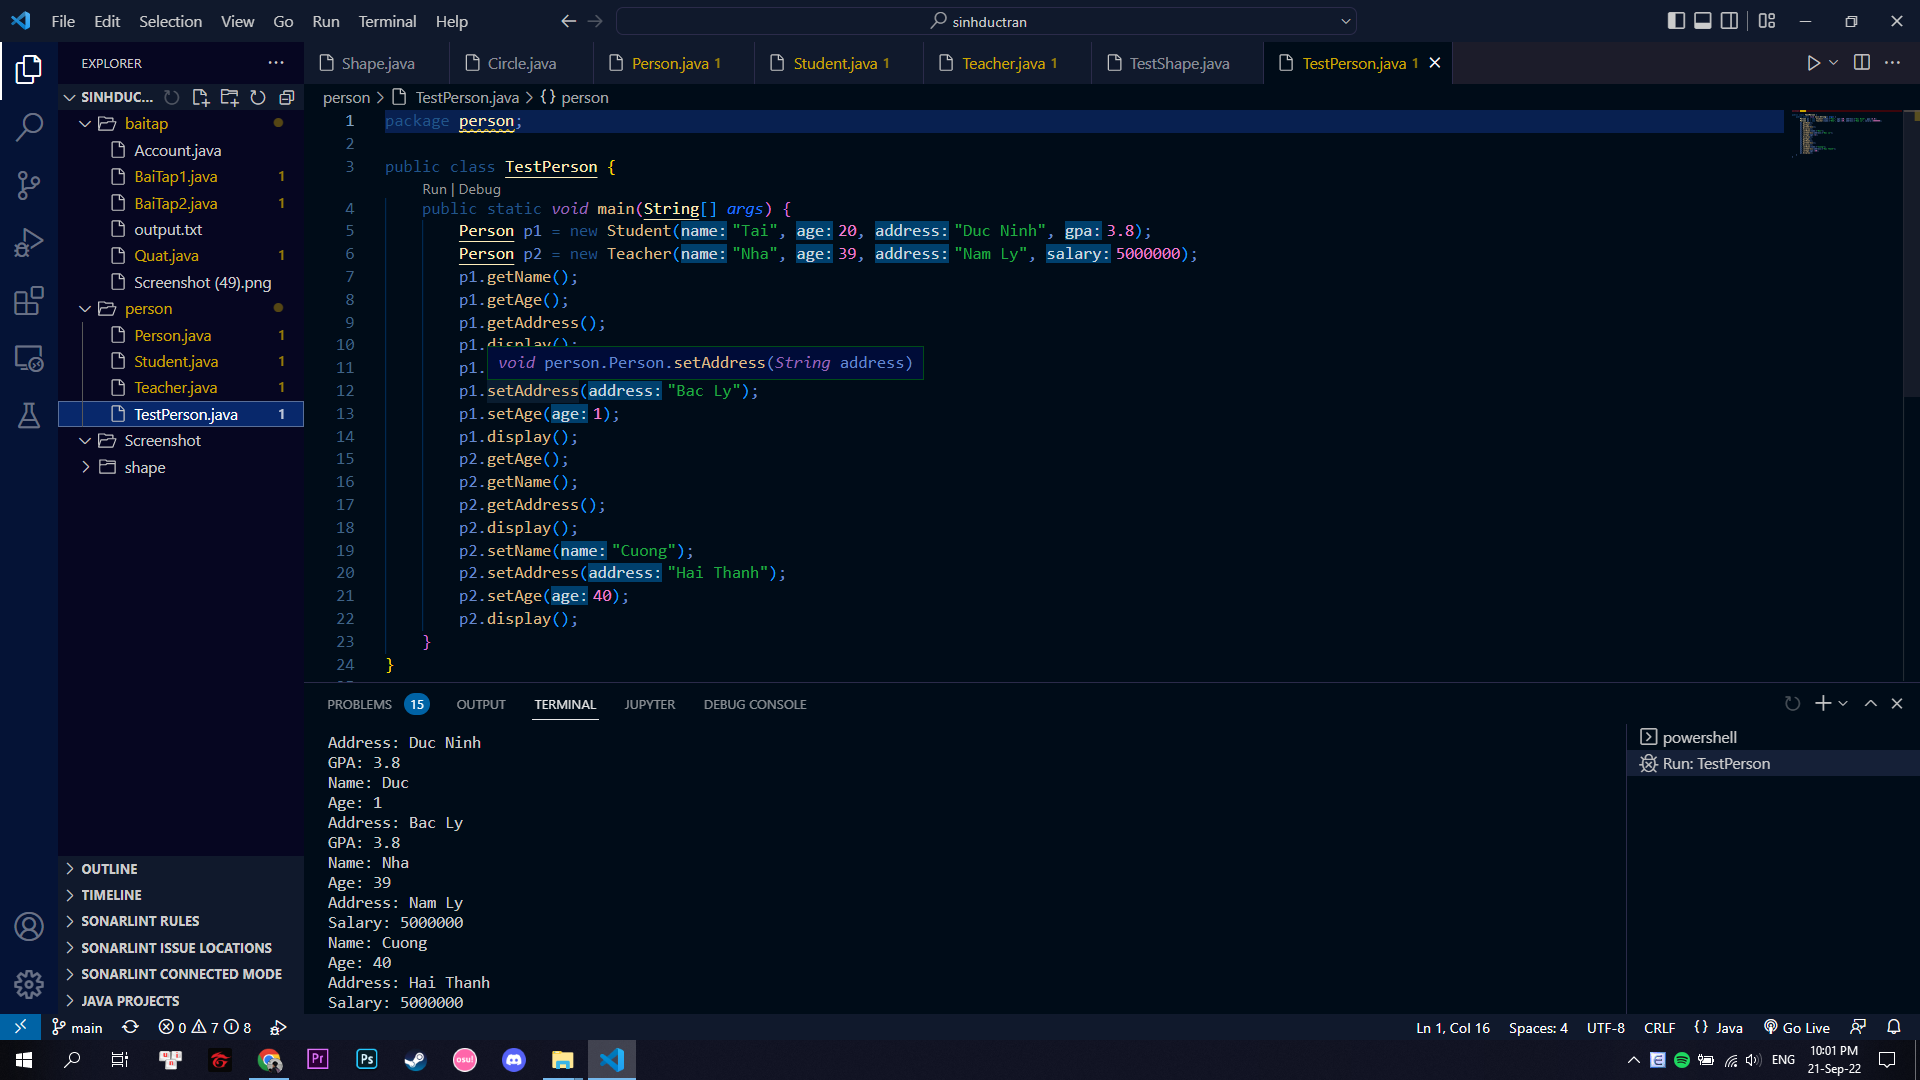 File Edit Selection View Go Run Terminal Help
sinhductran
EXPLORER
SINHDUC...
baitap
Account.java
BaiTap1.java 1
BaiTap2.java 1
output.txt
Quat.java 1
Screenshot (49).png
person
Person.java 1
Student.java 1
Teacher.java 1
TestPerson.java 1
Screenshot
shape
OUTLINE
TIMELINE
SONARLINT RULES
SONARLINT ISSUE LOCATIONS
SONARLINT CONNECTED MODE
JAVA PROJECTS
Shape.java Circle.java Person.java 1 Student.java 1 Teacher.java 1 TestShape.java TestPerson.java 1
person > TestPerson.java > {} person
1 package person;
2
3 public class TestPerson {
Run | Debug
4 public static void main(String[] args) {
5 Person p1 = new Student(name: "Tai", age: 20, address: "Duc Ninh", gpa: 3.8);
6 Person p2 = new Teacher(name: "Nha", age: 39, address: "Nam Ly", salary: 5000000);
7 p1.getName();
8 p1.getAge();
9 p1.getAddress();
10 p1.display();
11 p1.
void person.Person.setAddress(String address)
12 p1.setAddress(address: "Bac Ly");
13 p1.setAge(age: 1);
14 p1.display();
15 p2.getAge();
16 p2.getName();
17 p2.getAddress();
18 p2.display();
19 p2.setName(name: "Cuong");
20 p2.setAddress(address: "Hai Thanh");
21 p2.setAge(age: 40);
22 p2.display();
23 }
24 }
PROBLEMS 15 OUTPUT TERMINAL JUPYTER DEBUG CONSOLE
Address: Duc Ninh
GPA: 3.8
Name: Duc
Age: 1
Address: Bac Ly
GPA: 3.8
Name: Nha
Age: 39
Address: Nam Ly
Salary: 5000000
Name: Cuong
Age: 40
Address: Hai Thanh
Salary: 5000000
powershell
Run: TestPerson
main 0 7 8
Ln 1, Col 16 Spaces: 4 UTF-8 CRLF {} Java Go Live
Pr Ps osu!
ENG
10:01 PM
21-Sep-22